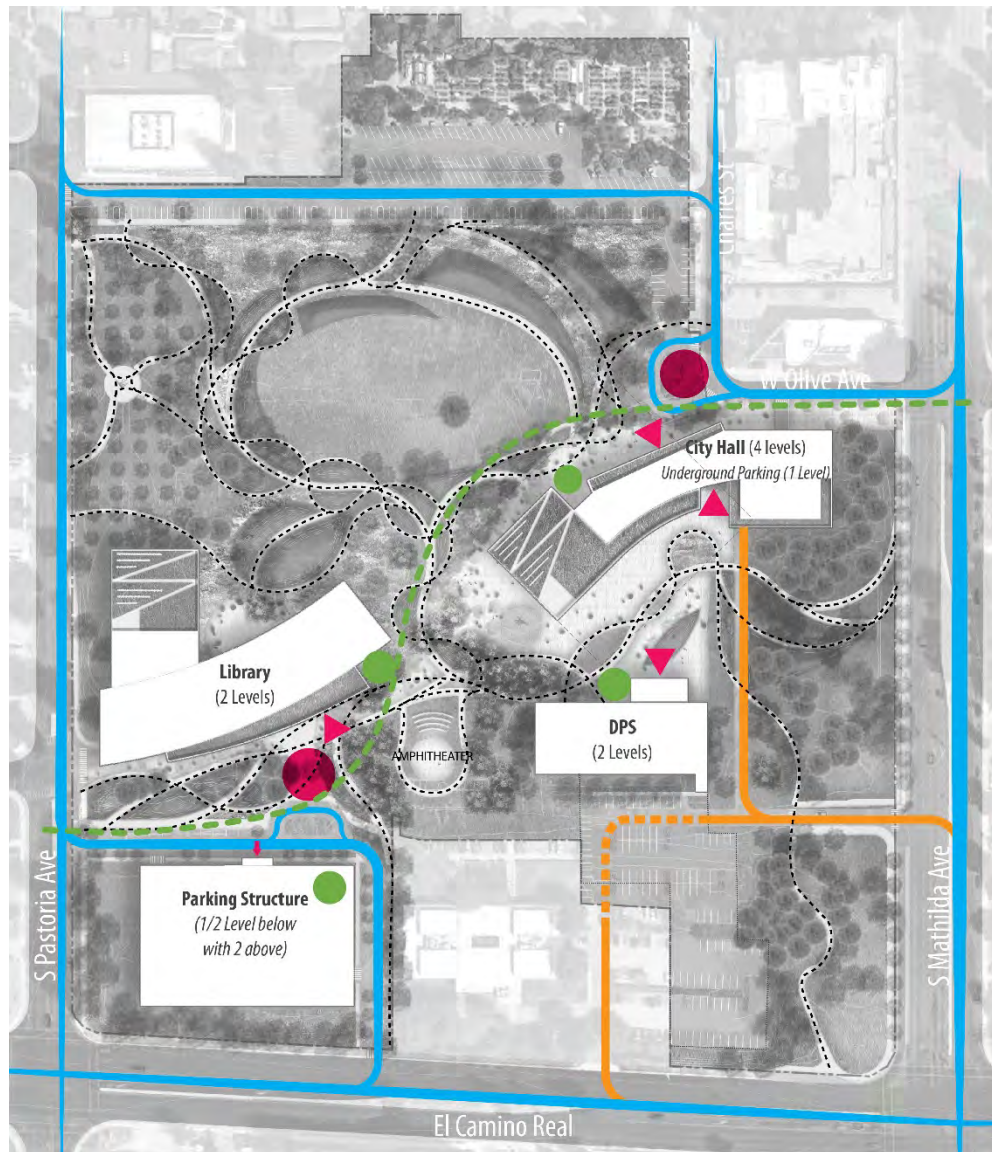 Charles St
W Olive Ave
City Hall (4 levels)
Underground Parking (1 Level)
Library
(2 Levels)
DPS
(2 Levels)
AMPHITHEATER
Parking Structure
(1/2 Level below
with 2 above)
S Pastoria Ave
S Mathilda Ave
El Camino Real